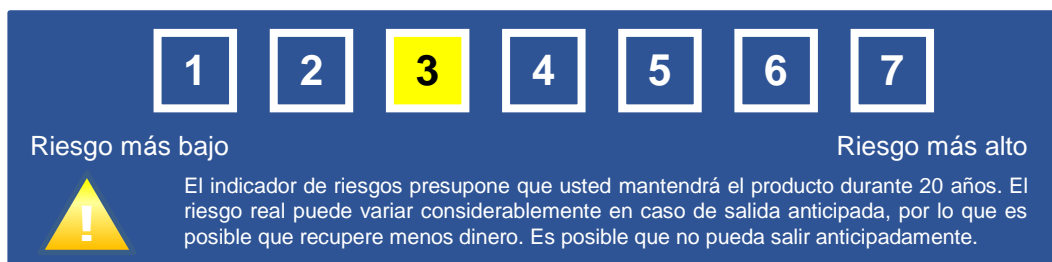 1 2 3 4 5 6 7
Riesgo más bajo Riesgo más alto
!
El indicador de riesgos presupone que usted mantendrá el producto durante 20 años. El
riesgo real puede variar considerablemente en caso de salida anticipada, por lo que es
posible que recupere menos dinero. Es posible que no pueda salir anticipadamente.